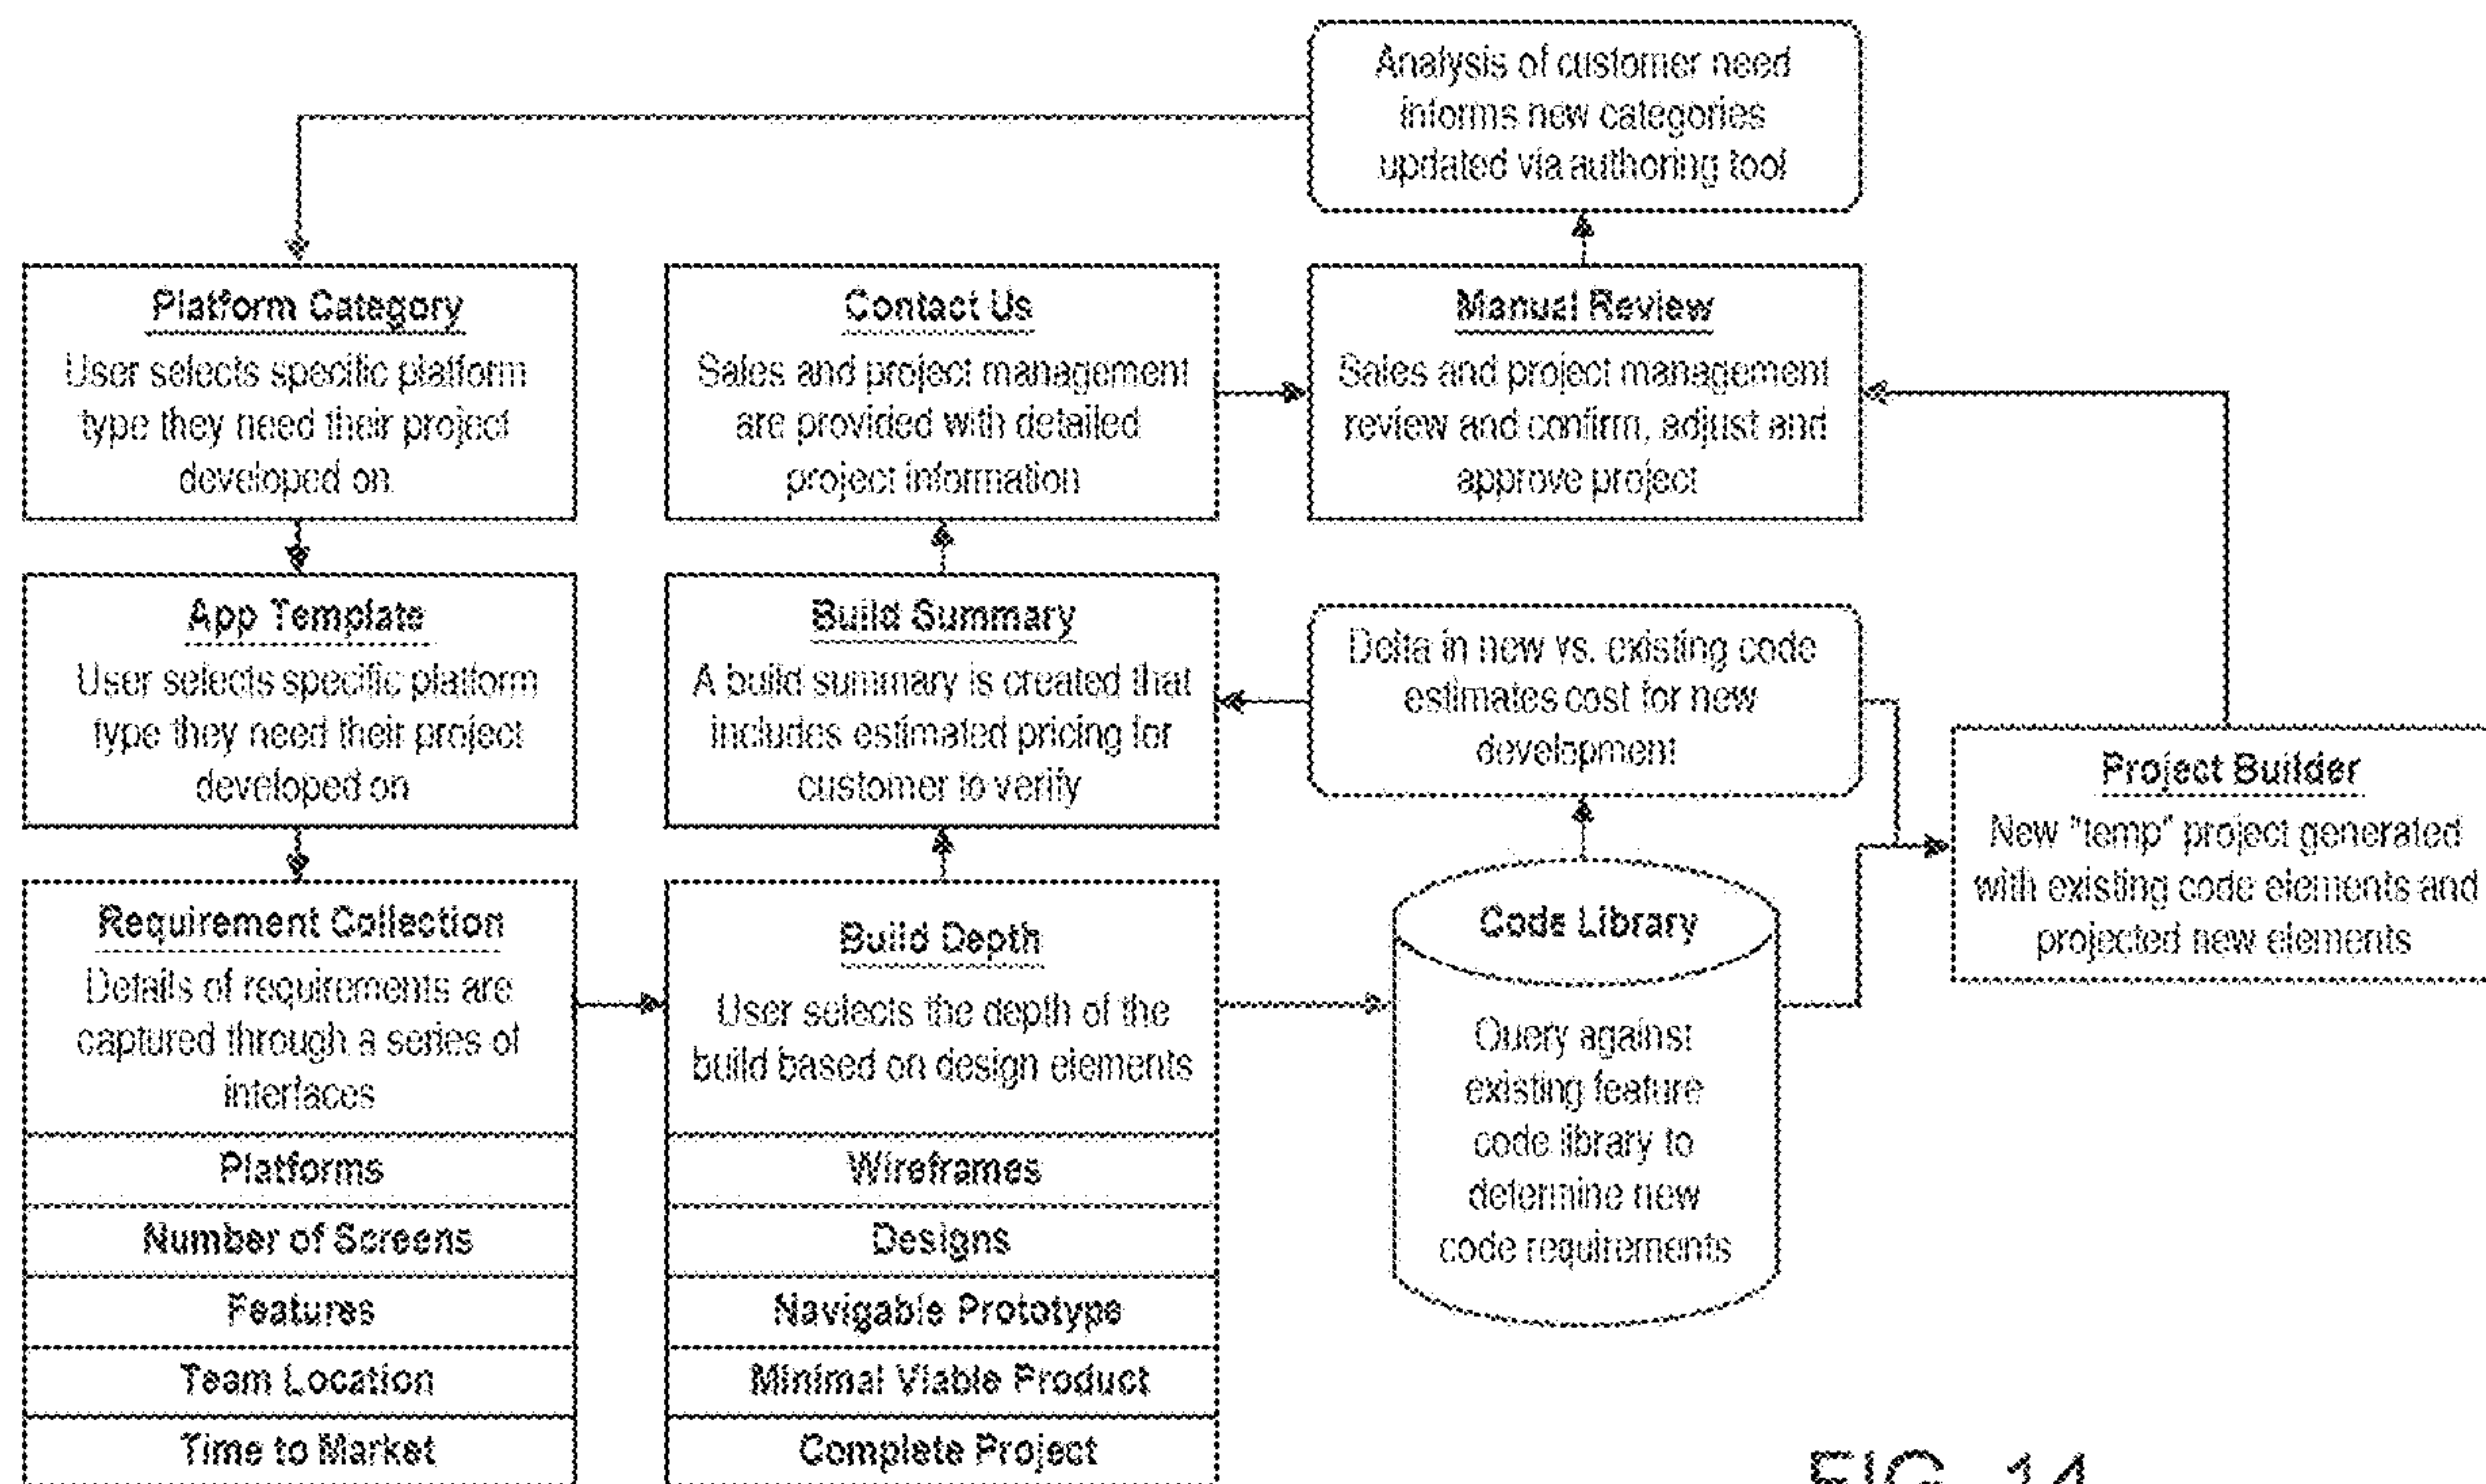 Analysis of customer need
informs new categories
updated via authoring tool
Platform Category
User selects specific platform
type they need their project
developed on
Contact Us
Sales and project management
are provided with detailed
project information
Manual Review
Sales and project management
review and confirm, adjust and
approve project
App Template
User selects specific platform
type they need their project
developed on
Build Summary
A build summary is created that
includes estimated pricing for
customer to verify
Delta in new vs. existing code
estimates cost for new
development
Project Builder
New "temp" project generated
with existing code elements and
projected new elements
Requirement Collection
Details of requirements are
captured through a series of
interfaces
Platforms
Number of Screens
Features
Team Location
Time to Market
Build Depth
User selects the depth of the
build based on design elements
Wireframes
Designs
Navigable Prototype
Minimal Viable Product
Complete Project
Code Library
Query against
existing feature
code library to
determine new
code requirements
FIG. 14